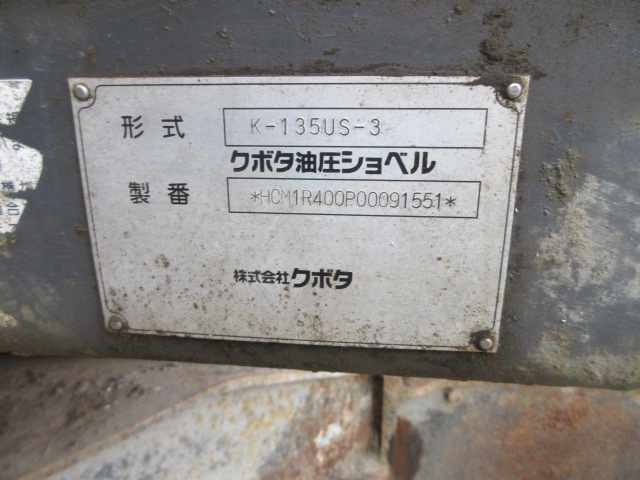 形式 K-135US-3
クボタ油圧ショベル
製番 *HCM1R400P00091551*
株式会社クボタ